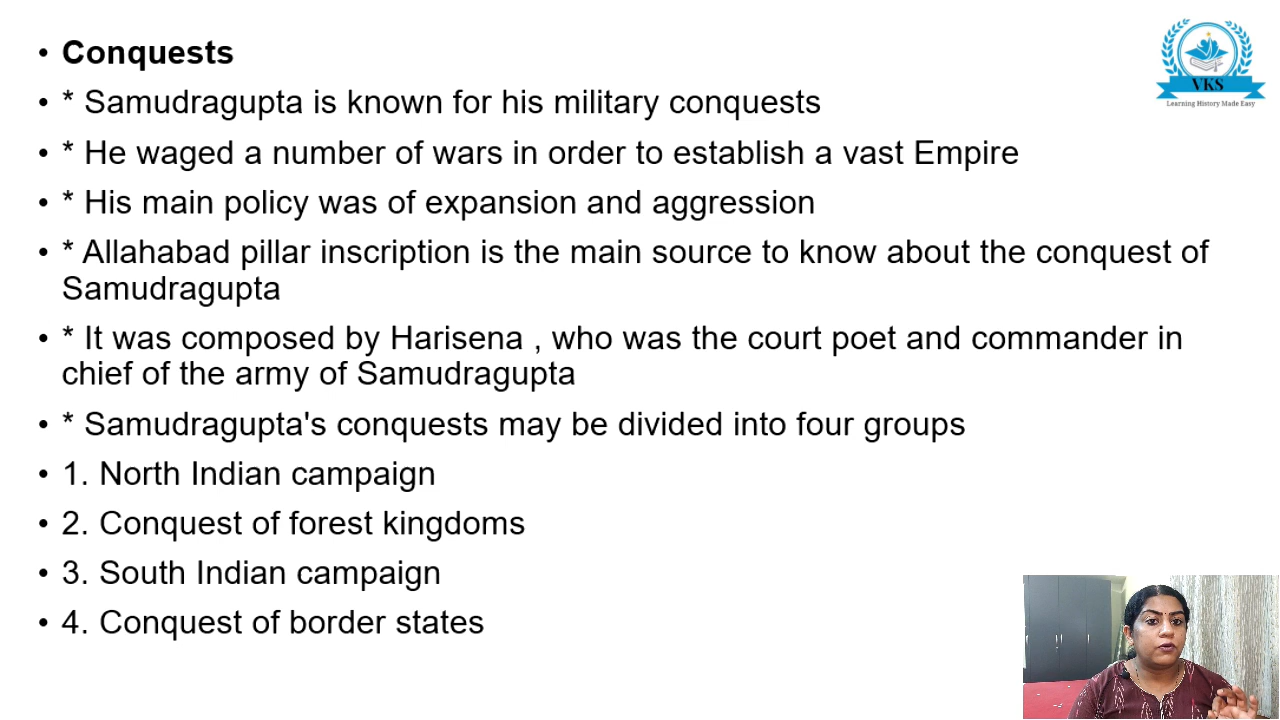 • Conquests
• * Samudragupta is known for his military conquests
• * He waged a number of wars in order to establish a vast Empire
• * His main policy was of expansion and aggression
• * Allahabad pillar inscription is the main source to know about the conquest of
Samudragupta
• * It was composed by Harisena , who was the court poet and commander in
chief of the army of Samudragupta
• * Samudragupta's conquests may be divided into four groups
• 1. North Indian campaign
• 2. Conquest of forest kingdoms
• 3. South Indian campaign
• 4. Conquest of border states
VKS
Learning History Made Easy